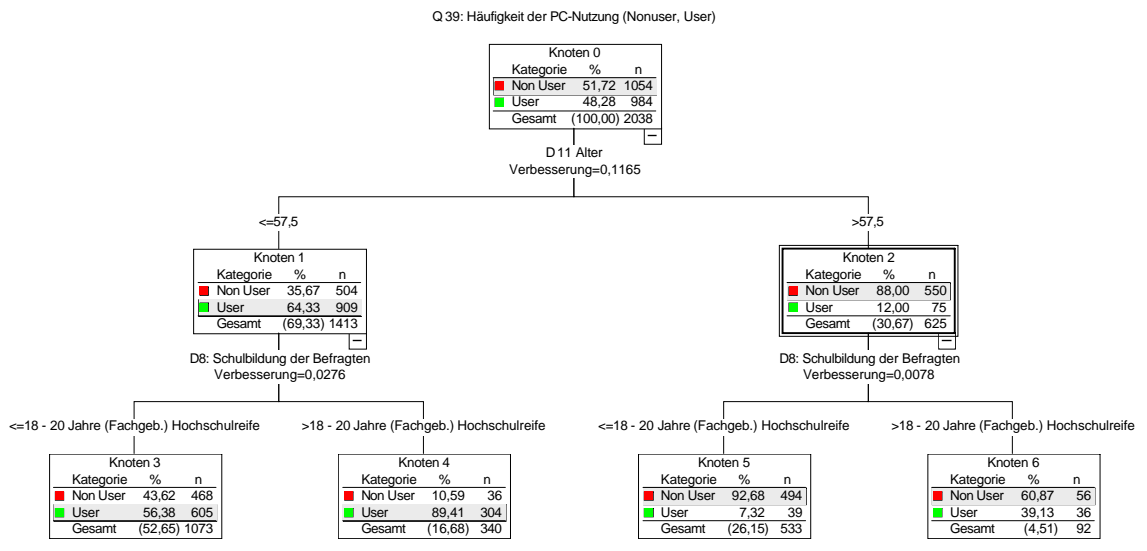 Q 39: Häufigkeit der PC-Nutzung (Nonuser, User)
Knoten 0
Kategorie % n
Non User 51,72 1054
User 48,28 984
Gesamt (100,00) 2038
D11 Alter
Verbesserung=0,1165
<=57,5
>57,5
Knoten 1
Kategorie % n
Non User 35,67 504
User 64,33 909
Gesamt (69,33) 1413
D8: Schulbildung der Befragten
Verbesserung=0,0276
Knoten 2
Kategorie % n
Non User 88,00 550
User 12,00 75
Gesamt (30,67) 625
D8: Schulbildung der Befragten
Verbesserung=0,0078
<=18 - 20 Jahre (Fachgeb.) Hochschulreife
Knoten 3
Kategorie % n
Non User 43,62 468
User 56,38 605
Gesamt (52,65) 1073
>18 - 20 Jahre (Fachgeb.) Hochschulreife
Knoten 4
Kategorie % n
Non User 10,59 36
User 89,41 304
Gesamt (16,68) 340
<=18 - 20 Jahre (Fachgeb.) Hochschulreife
Knoten 5
Kategorie % n
Non User 92,68 494
User 7,32 39
Gesamt (26,15) 533
>18 - 20 Jahre (Fachgeb.) Hochschulreife
Knoten 6
Kategorie % n
Non User 60,87 56
User 39,13 36
Gesamt (4,51) 92